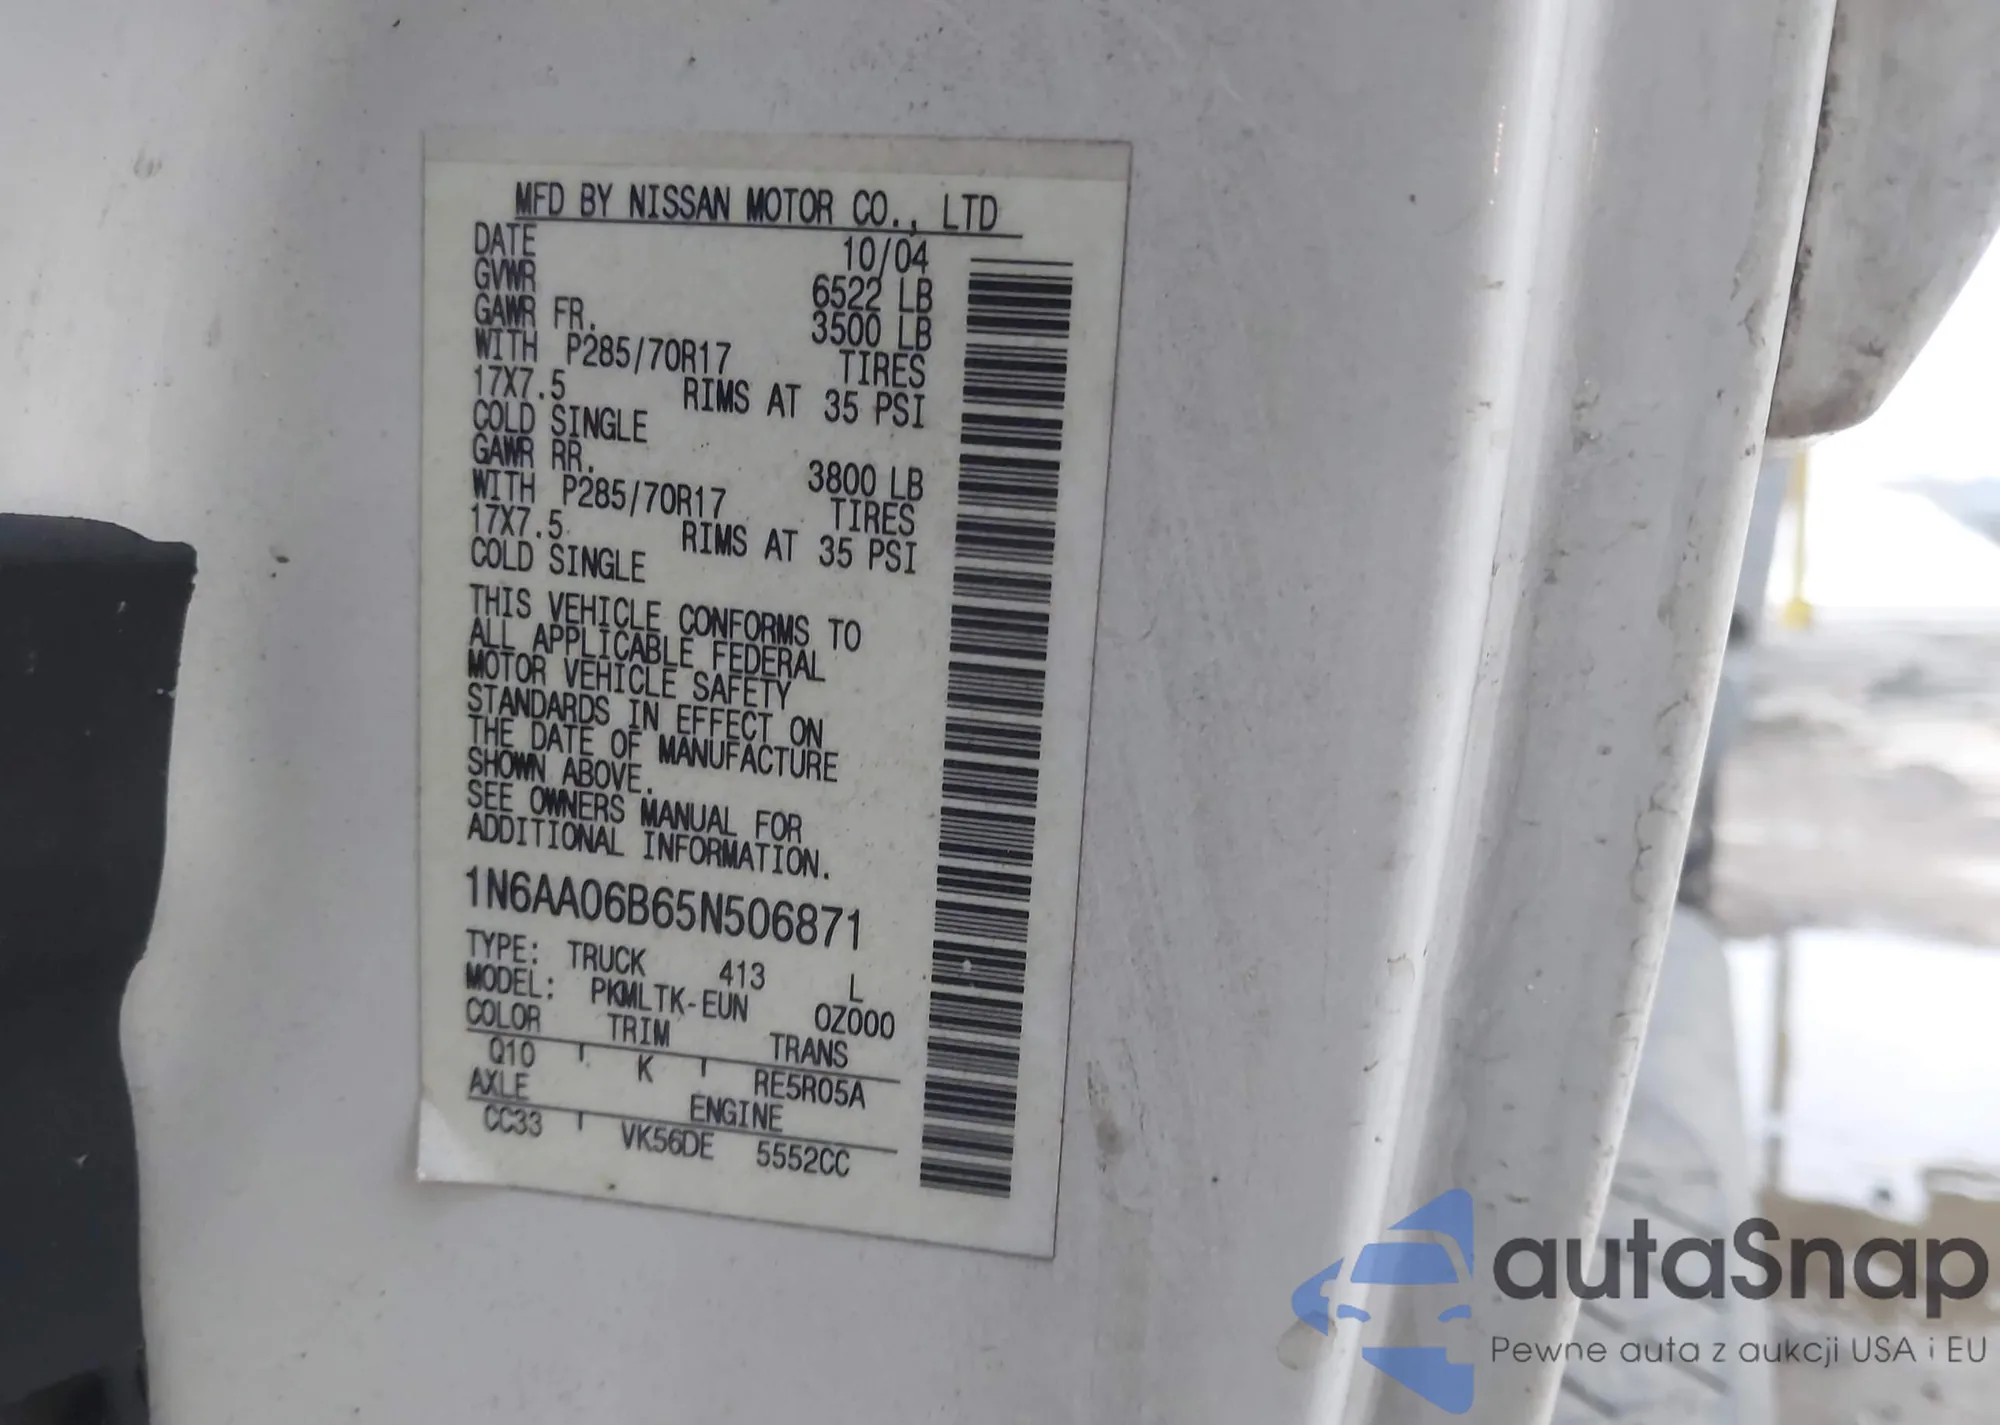 MFD BY NISSAN MOTOR CO., LTD
DATE 10/04
GVWR 6522 LB
GAWR FR. 3500 LB
WITH P285/70R17 TIRES
17X7.5 RIMS AT 35 PSI
COLD SINGLE
GAWR RR. 3800 LB
WITH P285/70R17 TIRES
17X7.5 RIMS AT 35 PSI
COLD SINGLE
THIS VEHICLE CONFORMS TO
ALL APPLICABLE FEDERAL
MOTOR VEHICLE SAFETY
STANDARDS IN EFFECT ON
THE DATE OF MANUFACTURE
SHOWN ABOVE.
SEE OWNERS MANUAL FOR
ADDITIONAL INFORMATION.
1N6AA06B65N506871
TYPE: TRUCK 413 L
MODEL: PKMLTK-EUN 0Z000
COLOR TRIM TRANS
Q10 K RE5R05A
AXLE ENGINE
CC33 VK56DE 5552CC
autaSnap
Pewne auta z aukcji USA i EU